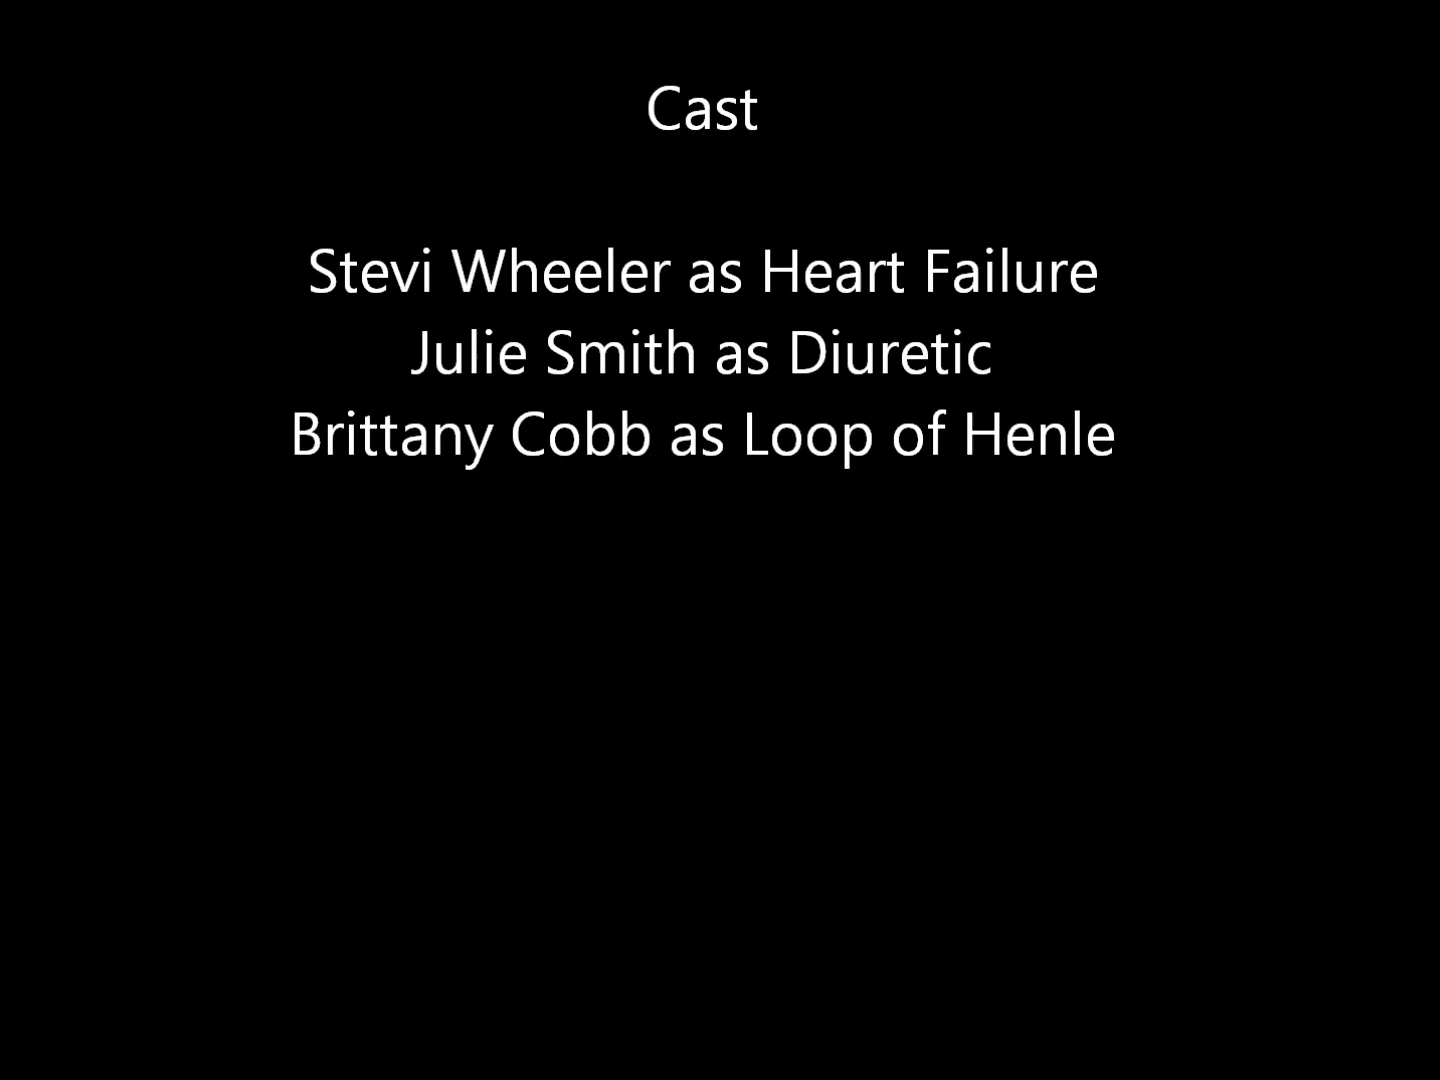 Cast
Stevi Wheeler as Heart Failure
Julie Smith as Diuretic
Brittany Cobb as Loop of Henle